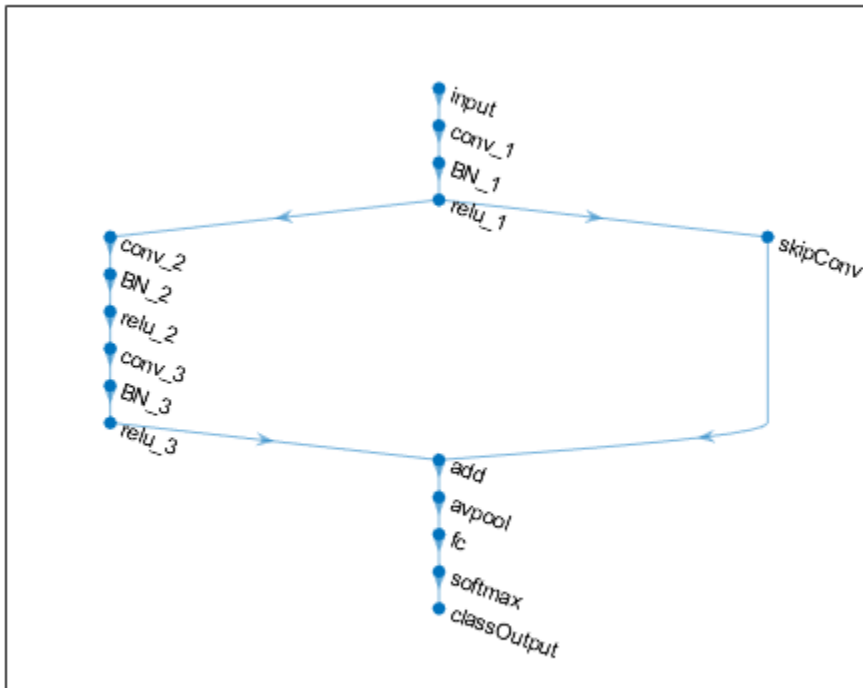 input
conv_1
BN_1
relu_1
conv_2
BN_2
relu_2
conv_3
BN_3
relu_3
skipConv
add
avpool
fc
softmax
classOutput